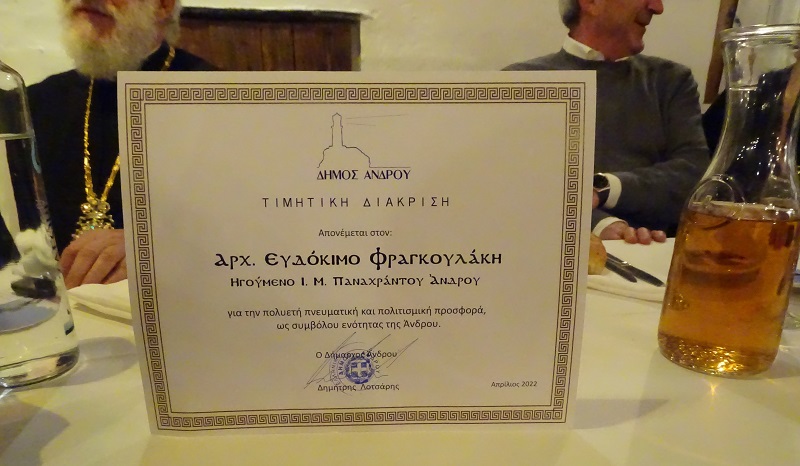 ΔΗΜΟΣ ΑΝΔΡΟΥ
ΤΙΜΗΤΙΚΗ ΔΙΑΚΡΙΣΗ
Απονέμεται στον:
Αρχ. Ευδόκιμο Φραγκουλάκη
Ηγούμενο Ι. Μ. Παναχράντου Άνδρου
για την πολυετή πνευματική και πολιτισμική προσφορά,
ως συμβόλου ενότητας της Άνδρου.
Ο Δήμαρχος Άνδρου
Δημήτρης Λοτσάρης
Απρίλιος 2022